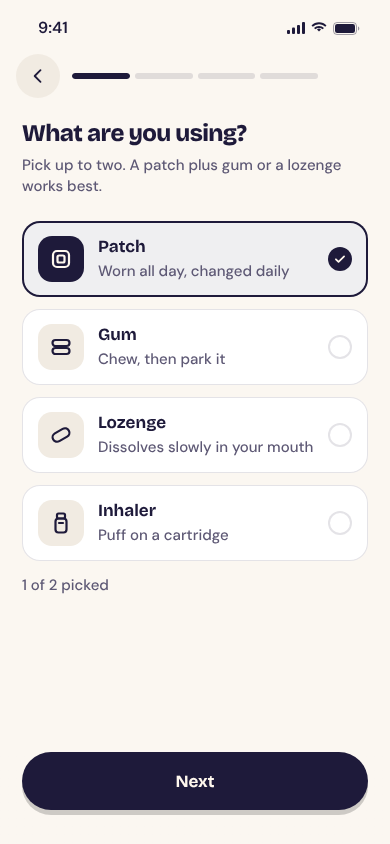 9:41
What are you using?
Pick up to two. A patch plus gum or a lozenge
works best.
Patch
Worn all day, changed daily
Gum
Chew, then park it
Lozenge
Dissolves slowly in your mouth
Inhaler
Puff on a cartridge
1 of 2 picked
Next